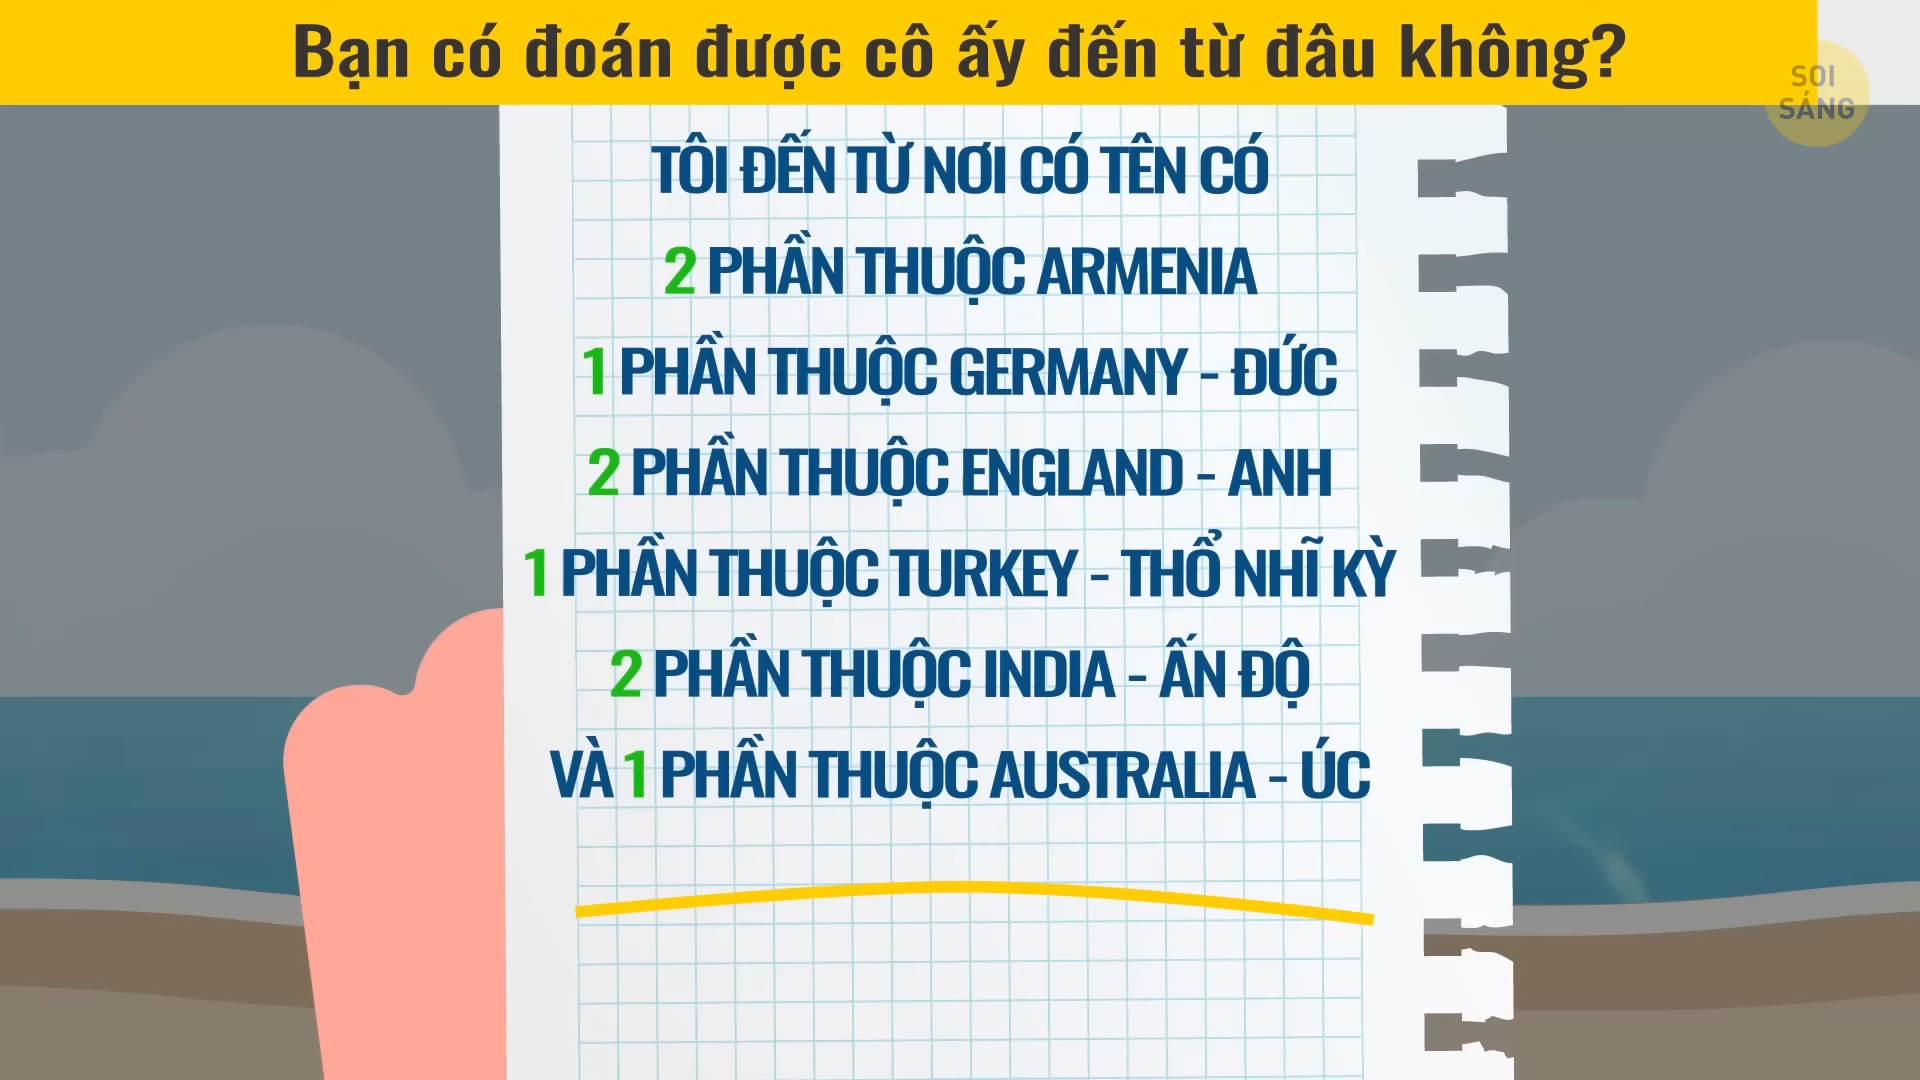 Bạn có đoán được cô ấy đến từ đâu không?
SOI
SÁNG
TÔI ĐẾN TỪ NƠI CÓ TÊN CÓ
2 PHẦN THUỘC ARMENIA
1 PHẦN THUỘC GERMANY - ĐỨC
2 PHẦN THUỘC ENGLAND - ANH
1 PHẦN THUỘC TURKEY - THỔ NHĨ KỲ
2 PHẦN THUỘC INDIA - ẤN ĐỘ
VÀ 1 PHẦN THUỘC AUSTRALIA - ÚC